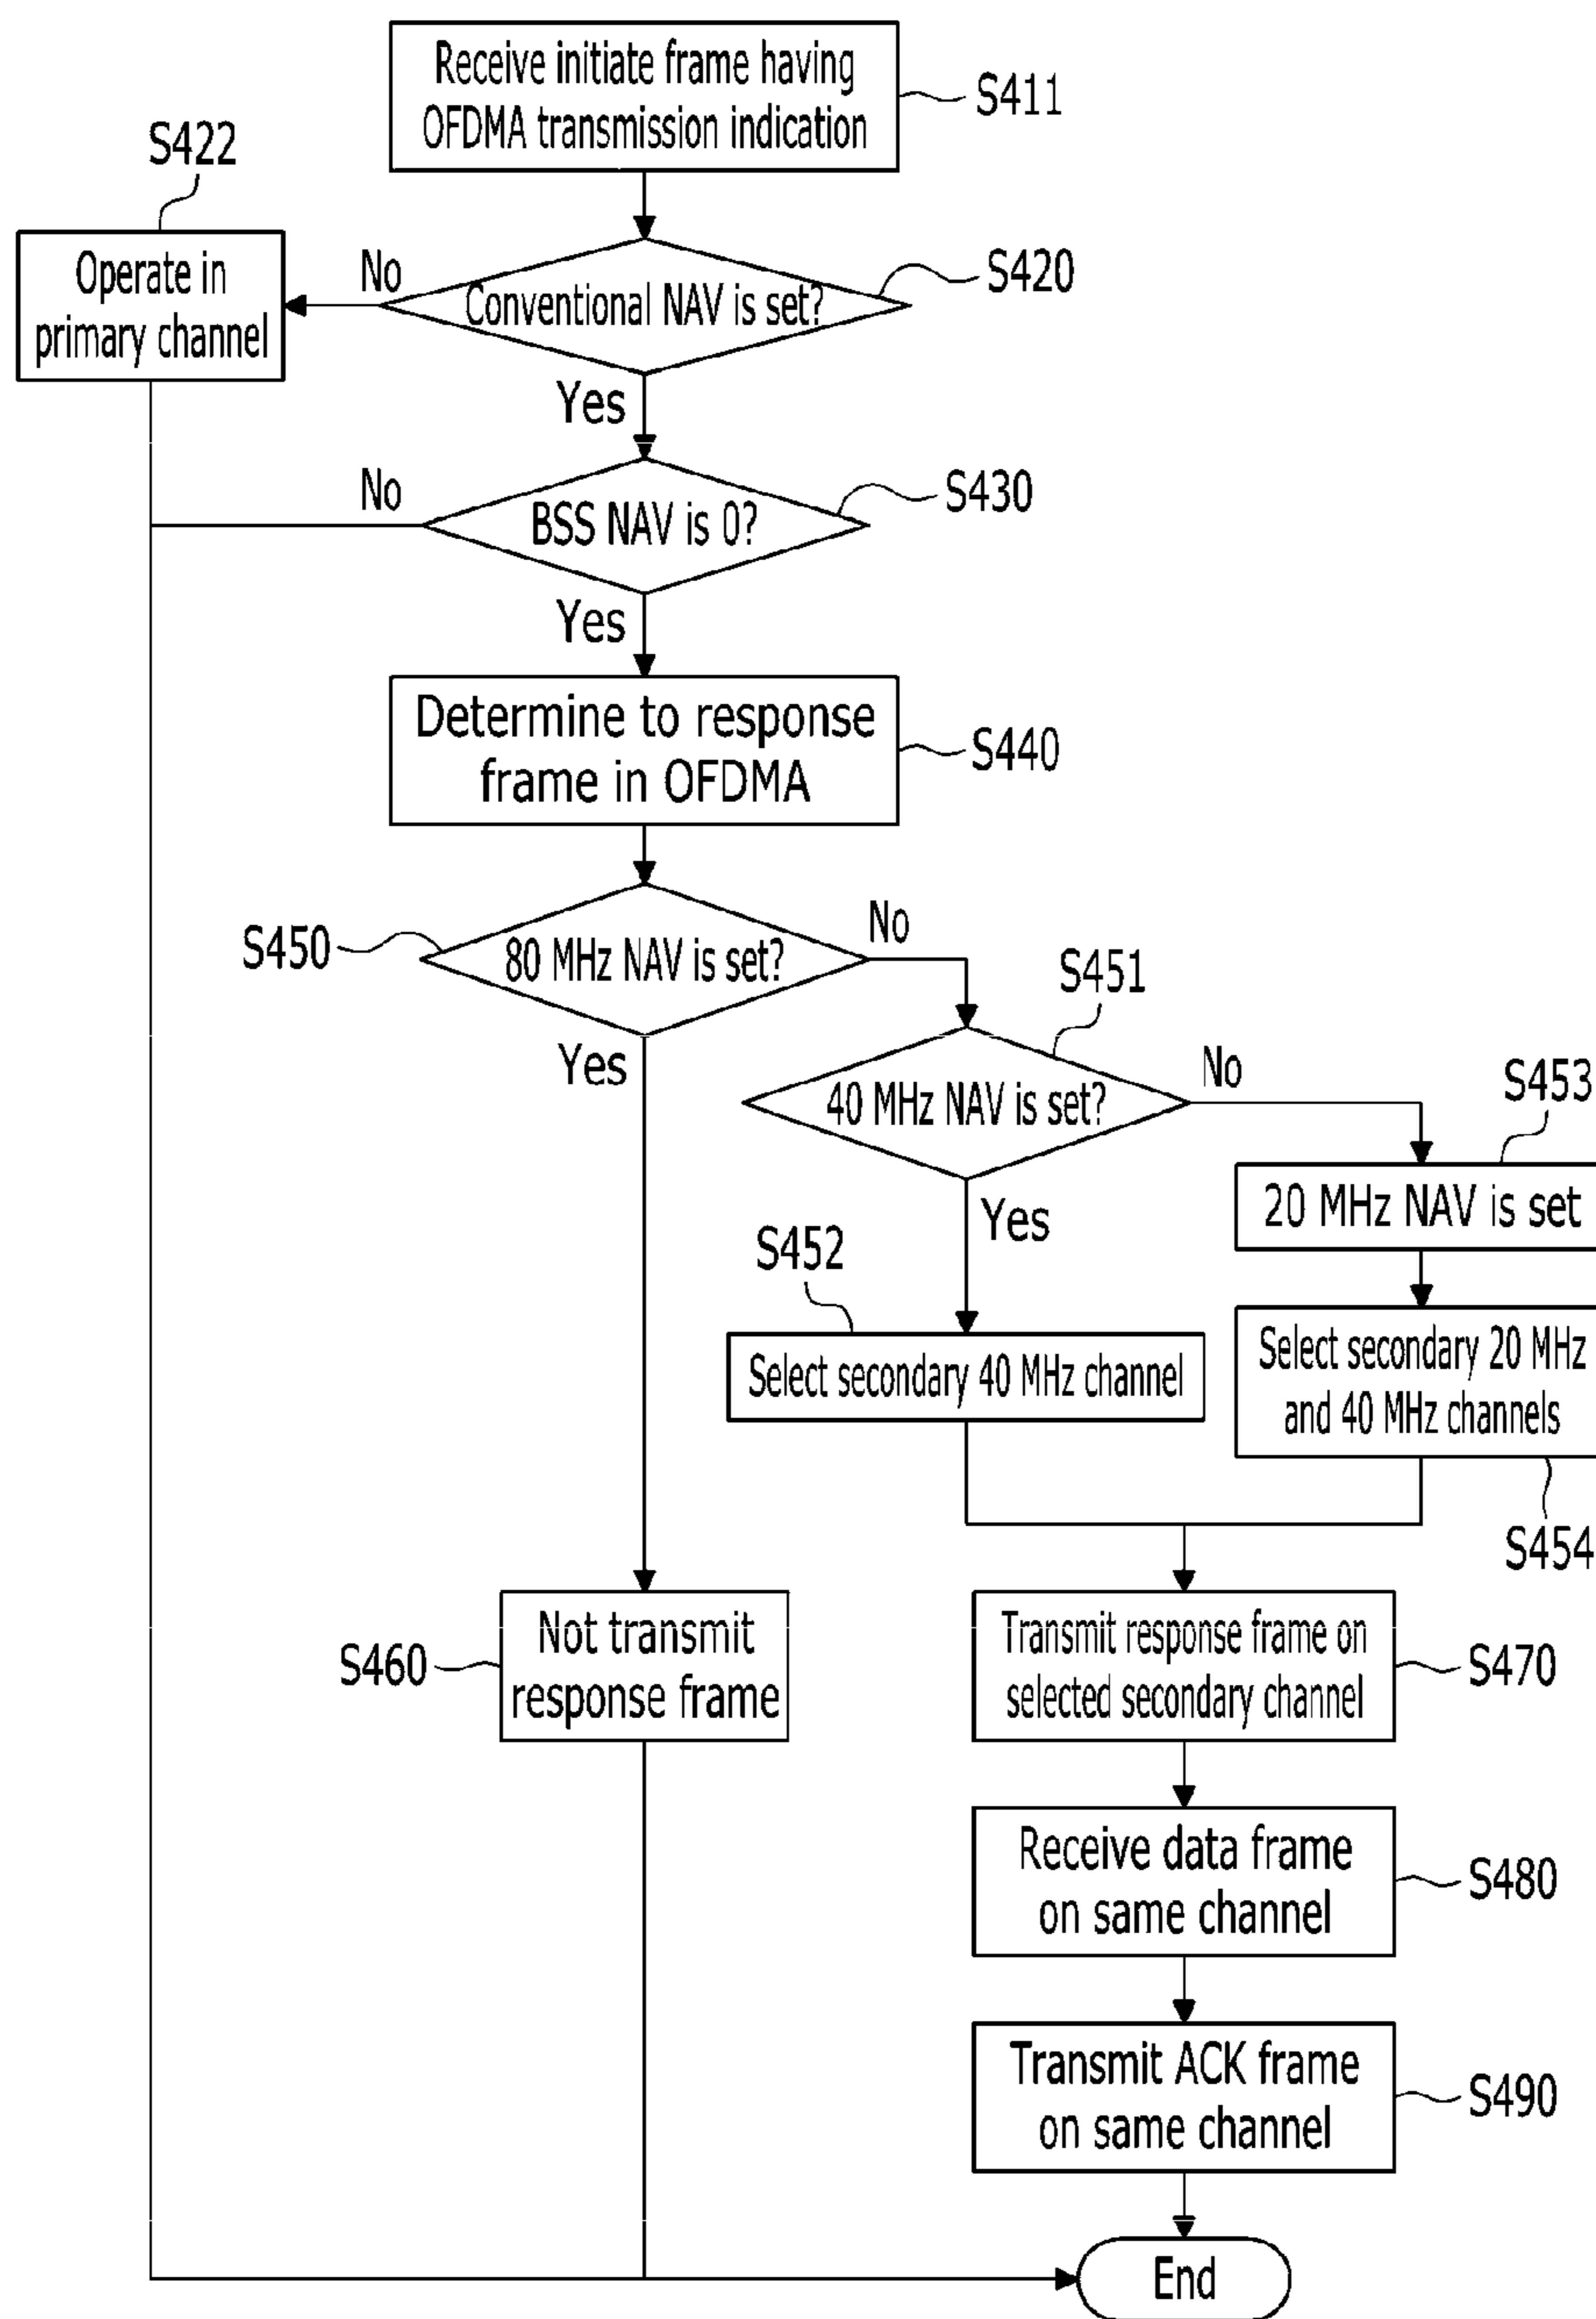 Receive initiate frame having
OFDMA transmission indication
S411
S422
Operate in
primary channel
No
Conventional NAV is set?
S420
Yes
No
BSS NAV is 0?
S430
Yes
Determine to response
frame in OFDMA
S440
S450
80 MHz NAV is set?
No
Yes
S451
40 MHz NAV is set?
No
Yes
S453
20 MHz NAV is set
S452
Select secondary 40 MHz channel
Select secondary 20 MHz
and 40 MHz channels
S454
S460
Not transmit
response frame
Transmit response frame on
selected secondary channel
S470
Receive data frame
on same channel
S480
Transmit ACK frame
on same channel
S490
End